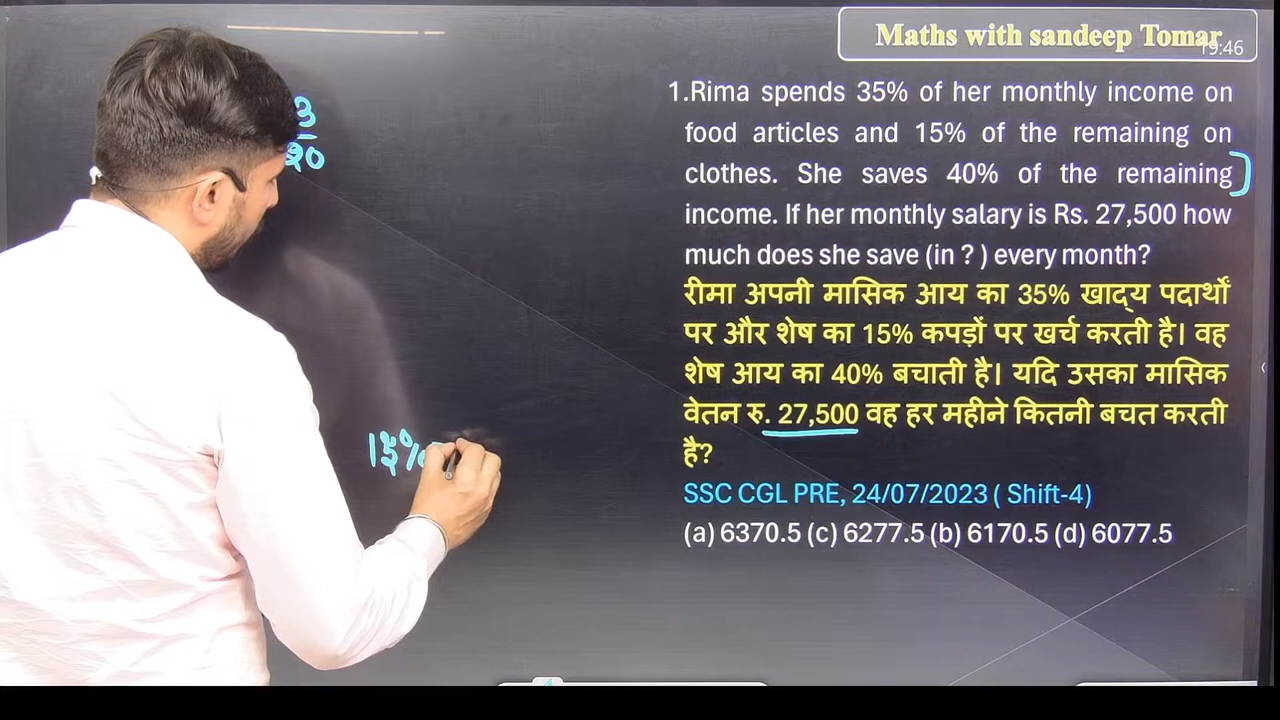 Maths with sandeep Tomar
19:46
1.Rima spends 35% of her monthly income on
food articles and 15% of the remaining on
clothes. She saves 40% of the remaining
income. If her monthly salary is Rs. 27,500 how
much does she save (in ? ) every month?
रीमा अपनी मासिक आय का 35% खाद्य पदार्थों
पर और शेष का 15% कपड़ों पर खर्च करती है। वह
शेष आय का 40% बचाती है। यदि उसका मासिक
वेतन रु. 27,500 वह हर महीने कितनी बचत करती
है?
SSC CGL PRE, 24/07/2023 ( Shift-4)
(a) 6370.5 (c) 6277.5 (b) 6170.5 (d) 6077.5
3
20
15%